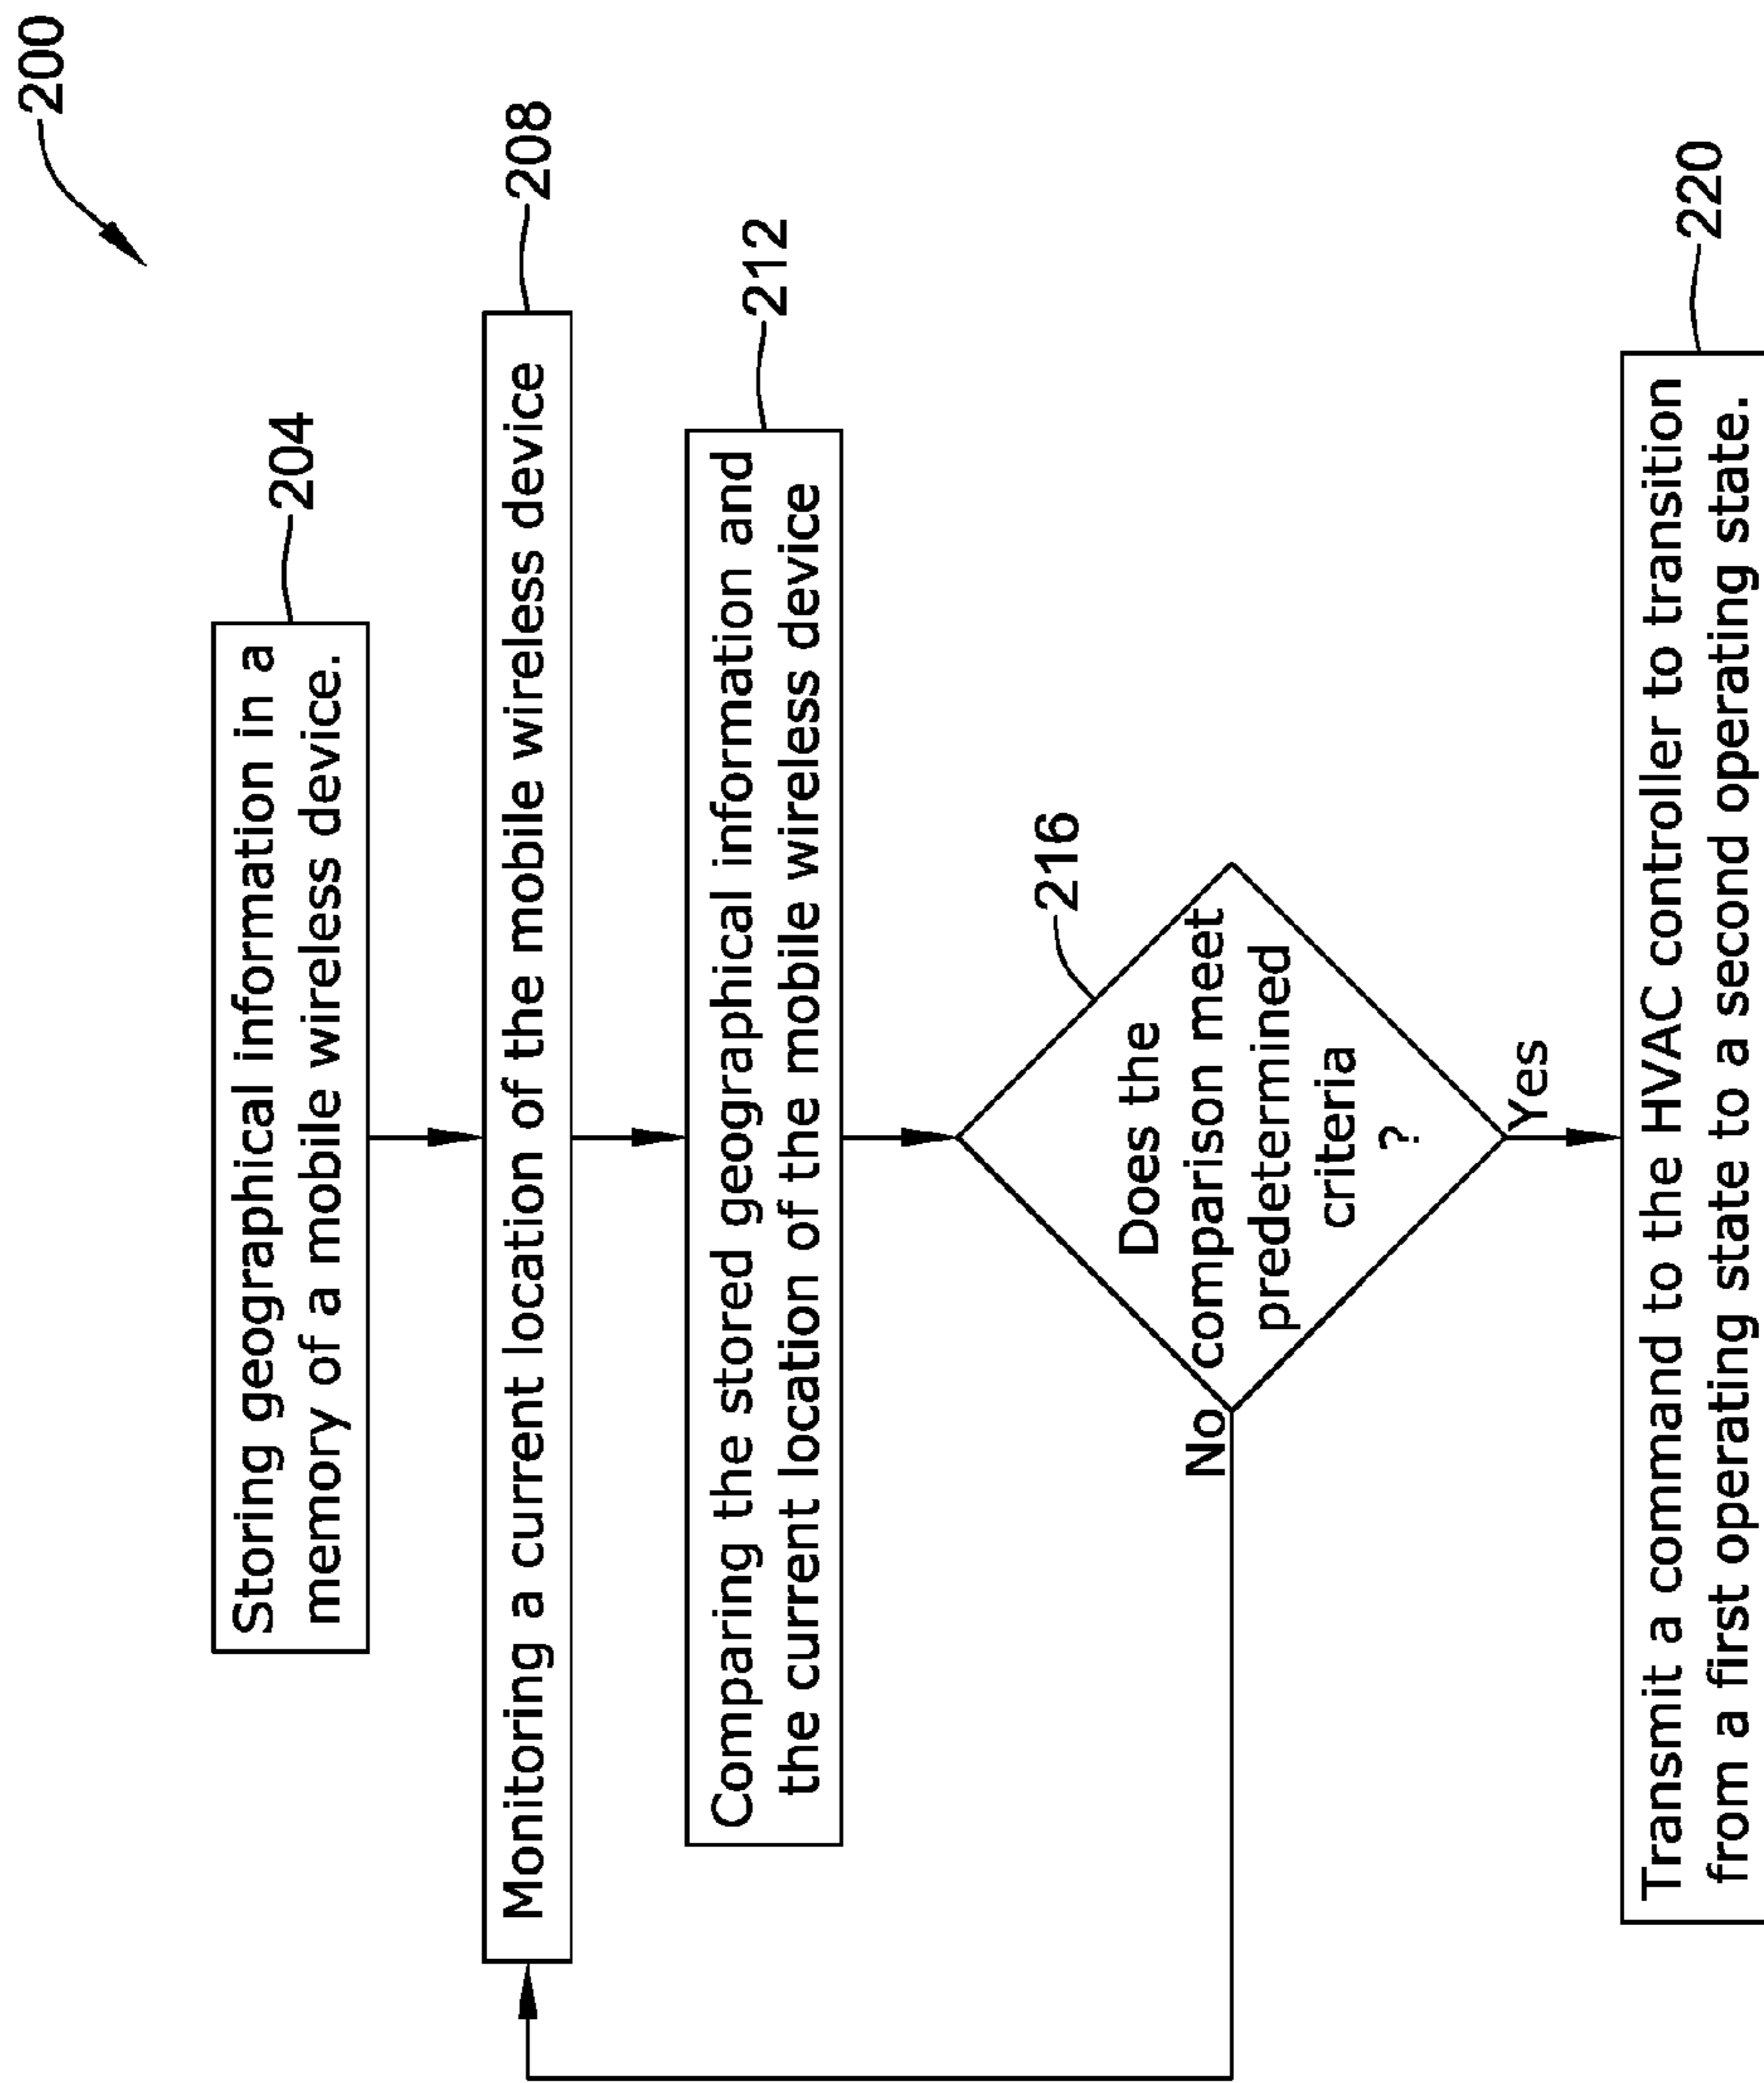 200
204
Storing geographical information in a
memory of a mobile wireless device.
208
Monitoring a current location of the mobile wireless device
212
Comparing the stored geographical information and
the current location of the mobile wireless device
216
Does the
comparison meet
predetermined
criteria
?
No
Yes
220
Transmit a command to the HVAC controller to transition
from a first operating state to a second operating state.